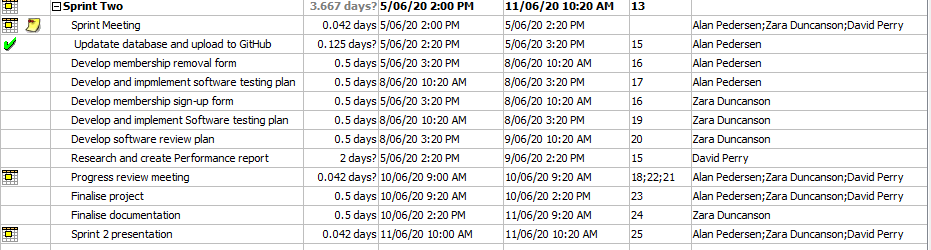 Sprint Two 3.667 days? 5/06/20 2:00 PM 11/06/20 10:20 AM 13
Sprint Meeting 0.042 days 5/06/20 2:00 PM 5/06/20 2:20 PM Alan Pedersen;Zara Duncanson;David Perry
Updatate database and upload to GitHub 0.125 days? 5/06/20 2:20 PM 5/06/20 3:20 PM 15 Alan Pedersen
Develop membership removal form 0.5 days 5/06/20 3:20 PM 8/06/20 10:20 AM 16 Alan Pedersen
Develop and impmlement software testing plan 0.5 days 8/06/20 10:20 AM 8/06/20 3:20 PM 17 Alan Pedersen
Develop membership sign-up form 0.5 days 5/06/20 3:20 PM 8/06/20 10:20 AM 16 Zara Duncanson
Develop and implement Software testing plan 0.5 days 8/06/20 10:20 AM 8/06/20 3:20 PM 19 Zara Duncanson
Develop software review plan 0.5 days 8/06/20 3:20 PM 9/06/20 10:20 AM 20 Zara Duncanson
Research and create Performance report 2 days? 5/06/20 2:20 PM 9/06/20 2:20 PM 15 David Perry
Progress review meeting 0.042 days? 10/06/20 9:00 AM 10/06/20 9:20 AM 18;22;21 Alan Pedersen;Zara Duncanson;David Perry
Finalise project 0.5 days 10/06/20 9:20 AM 10/06/20 2:20 PM 23 Alan Pedersen
Finalise documentation 0.5 days 10/06/20 2:20 PM 11/06/20 9:20 AM 24 Zara Duncanson
Sprint 2 presentation 0.042 days 11/06/20 10:00 AM 11/06/20 10:20 AM 25 Alan Pedersen;Zara Duncanson;David Perry